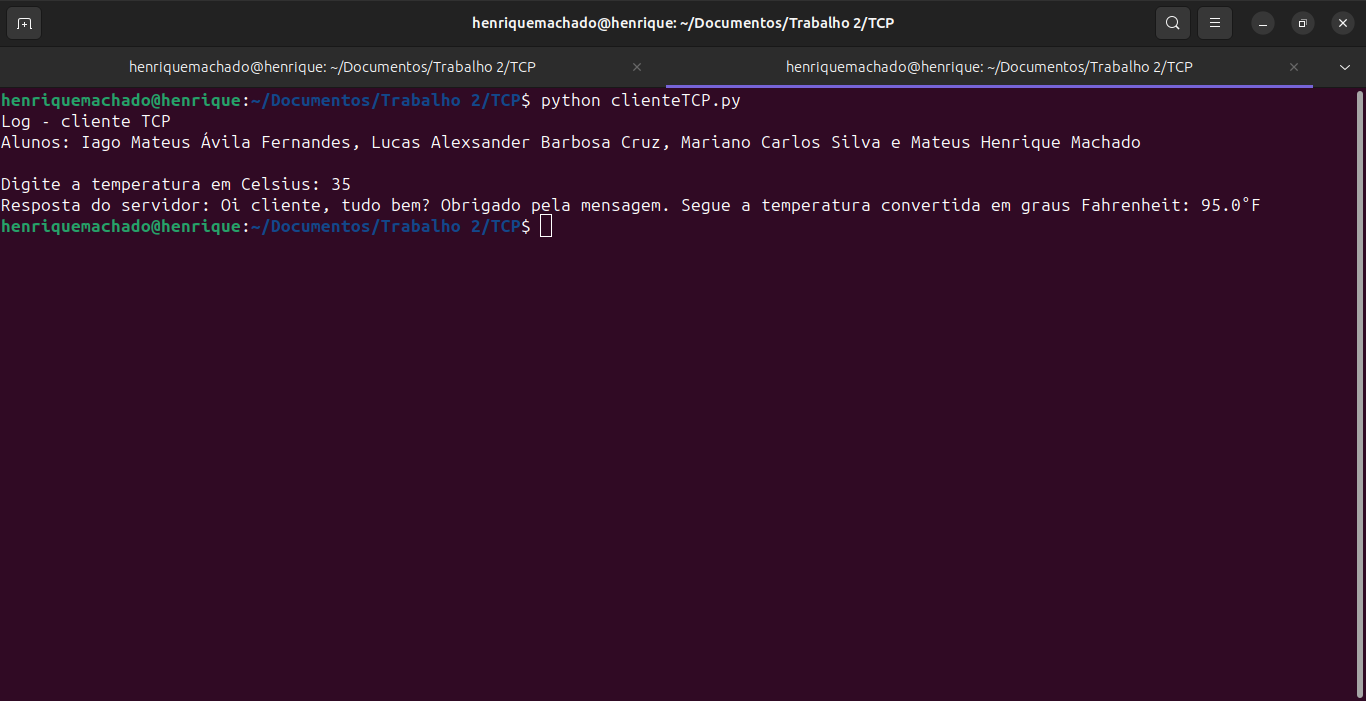 henriquemachado@henrique: ~/Documentos/Trabalho 2/TCP
henriquemachado@henrique: ~/Documentos/Trabalho 2/TCP
henriquemachado@henrique: ~/Documentos/Trabalho 2/TCP
henriquemachado@henrique:~/Documentos/Trabalho 2/TCP$ python clienteTCP.py
Log - cliente TCP
Alunos: Iago Mateus Ávila Fernandes, Lucas Alexsander Barbosa Cruz, Mariano Carlos Silva e Mateus Henrique Machado
Digite a temperatura em Celsius: 35
Resposta do servidor: Oi cliente, tudo bem? Obrigado pela mensagem. Segue a temperatura convertida em graus Fahrenheit: 95.0°F
henriquemachado@henrique:~/Documentos/Trabalho 2/TCP$